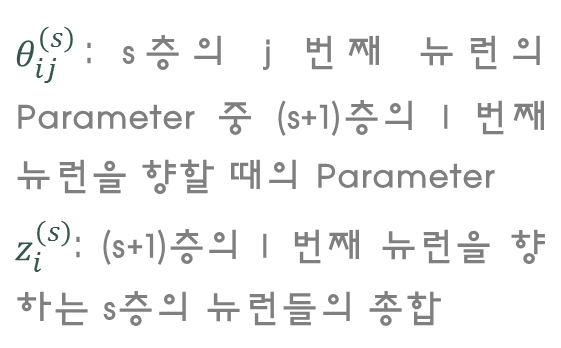 θ_{ij}^{(s)}: s층의 j 번째 뉴런의
Parameter 중 (s+1)층의 I 번째
뉴런을 향할 때의 Parameter
z_i^{(s)}: (s+1)층의 I 번째 뉴런을 향
하는 s층의 뉴런들의 총합